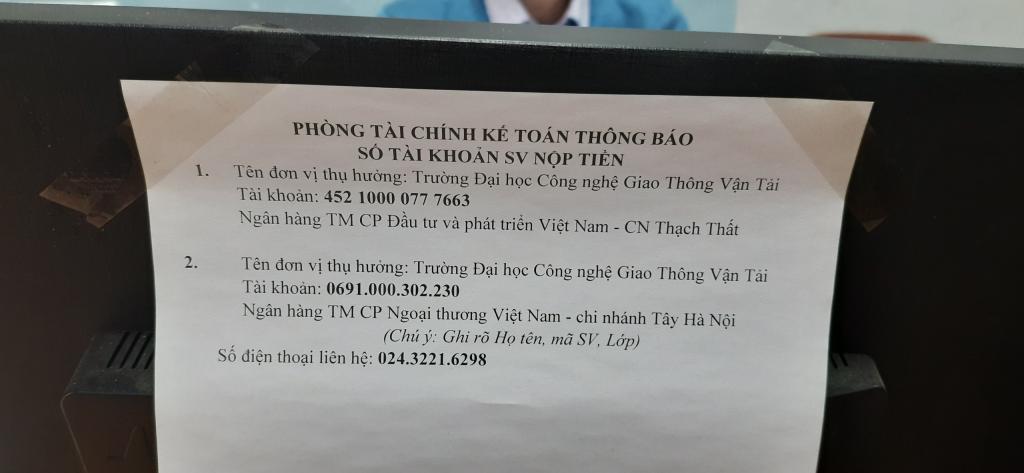 PHÒNG TÀI CHÍNH KẾ TOÁN THÔNG BÁO
SỐ TÀI KHOẢN SV NỘP TIỀN
1. Tên đơn vị thụ hưởng: Trường Đại học Công nghệ Giao Thông Vận Tải
Tài khoản: 452 1000 077 7663
Ngân hàng TM CP Đầu tư và phát triển Việt Nam - CN Thạch Thất
2. Tên đơn vị thụ hưởng: Trường Đại học Công nghệ Giao Thông Vận Tải
Tài khoản: 0691.000.302.230
Ngân hàng TM CP Ngoại thương Việt Nam - chi nhánh Tây Hà Nội
(Chú ý: Ghi rõ Họ tên, mã SV, Lớp)
Số điện thoại liên hệ: 024.3221.6298